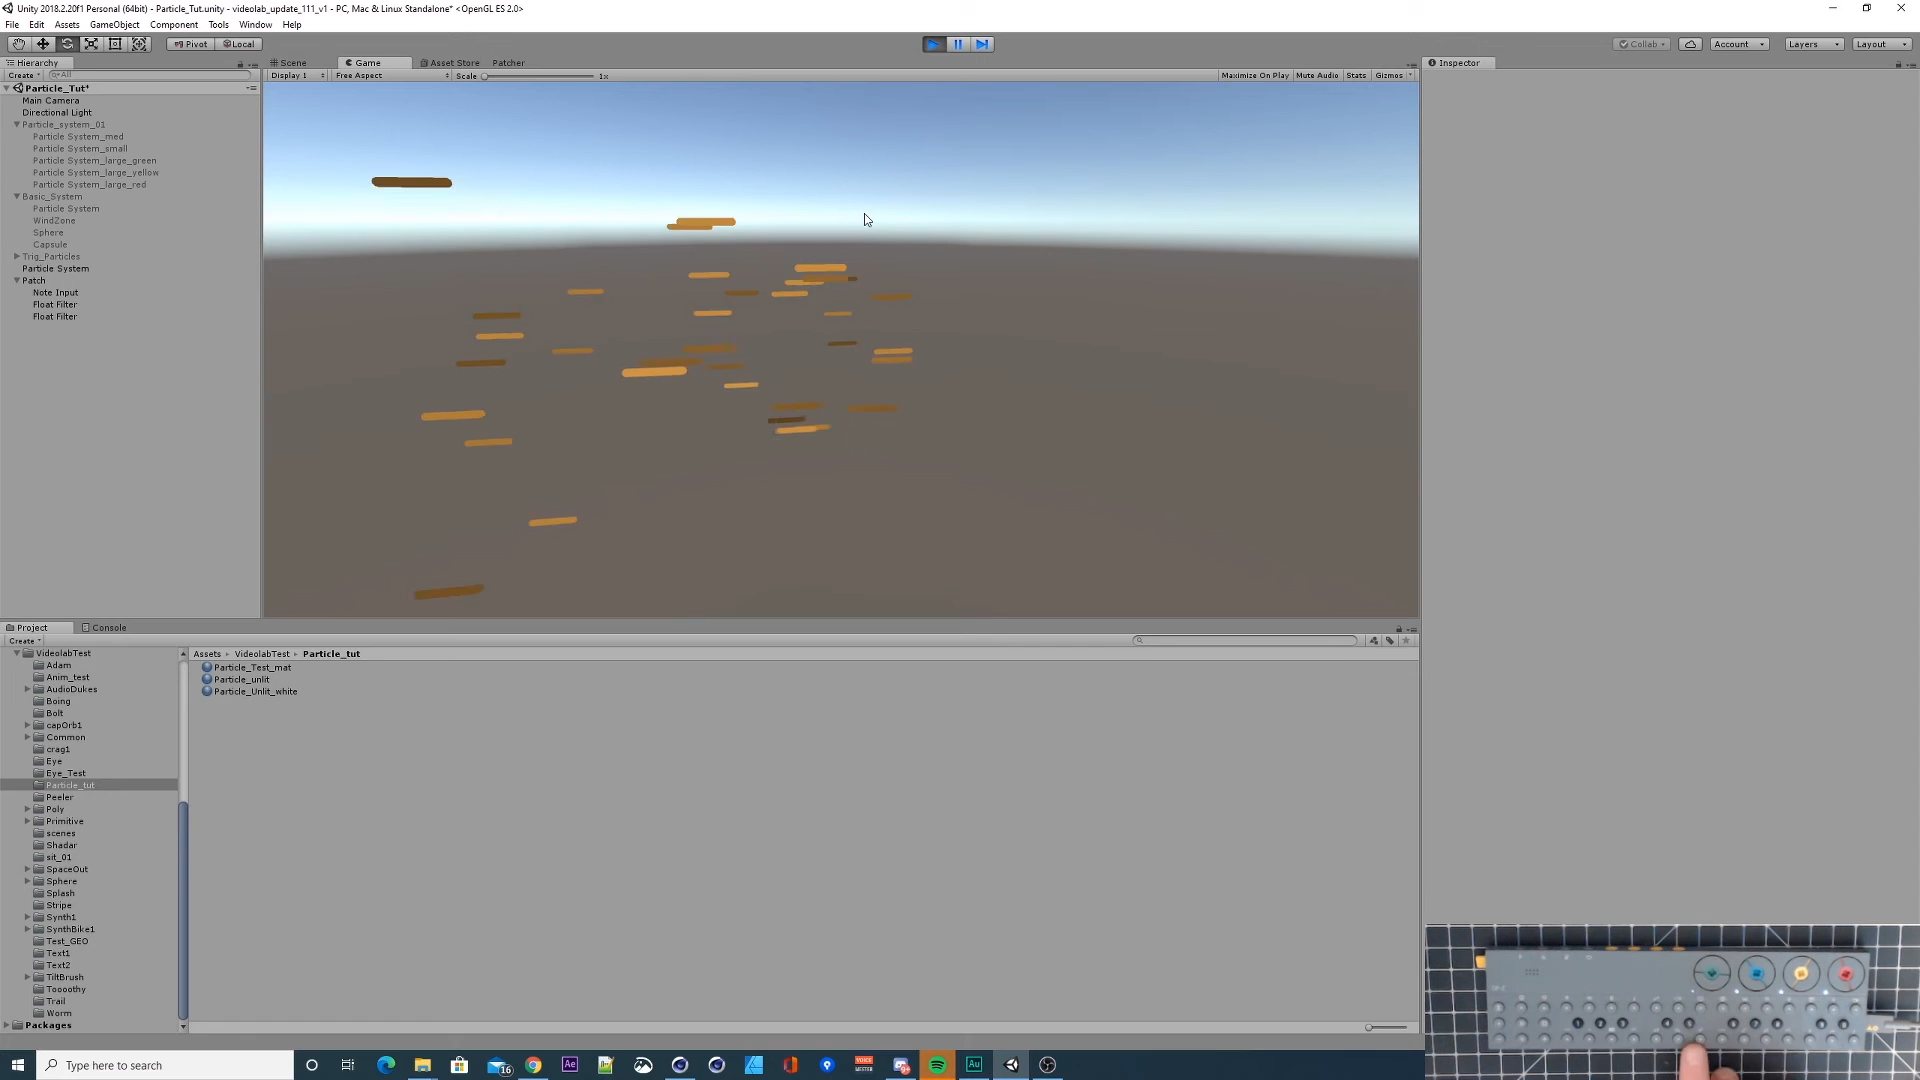 Unity 2018.2.20f1 Personal (64bit) - Particle_Tut.unity - videolab_update_111_v1 - PC, Mac & Linux Standalone* <OpenGL ES 2.0>
File Edit Assets GameObject Component Tools Window Help
Pivot Local Collab Account Layers Layout
Hierarchy Scene Game Asset Store Patcher Inspector
Create All Display 1 Free Aspect Scale 1x Maximize On Play Mute Audio Stats Gizmos
Particle_Tut*
Main Camera
Directional Light
Particle_system_01
Particle System_med
Particle System_small
Particle System_large_green
Particle System_large_yellow
Particle System_large_red
Basic_System
Particle System
WindZone
Sphere
Capsule
Trig_Particles
Particle System
Patch
Note Input
Float Filter
Float Filter
Project Console
Create
Assets VideolabTest Particle_tut
Particle_Test_mat
Particle_unlit
Particle_Unlit_white
VideolabTest
Adam
Anim_test
AudioDukes
Boing
Bolt
capOrb1
Common
crag1
Eye
Eye_Test
Particle_tut
Peeler
Poly
Primitive
scenes
Shadar
sit_01
SpaceOut
Sphere
Splash
Stripe
Synth1
SynthBike1
Test_GEO
Text1
Text2
TiltBrush
Toooothy
Trail
Worm
Packages
Type here to search 16 Ae Au